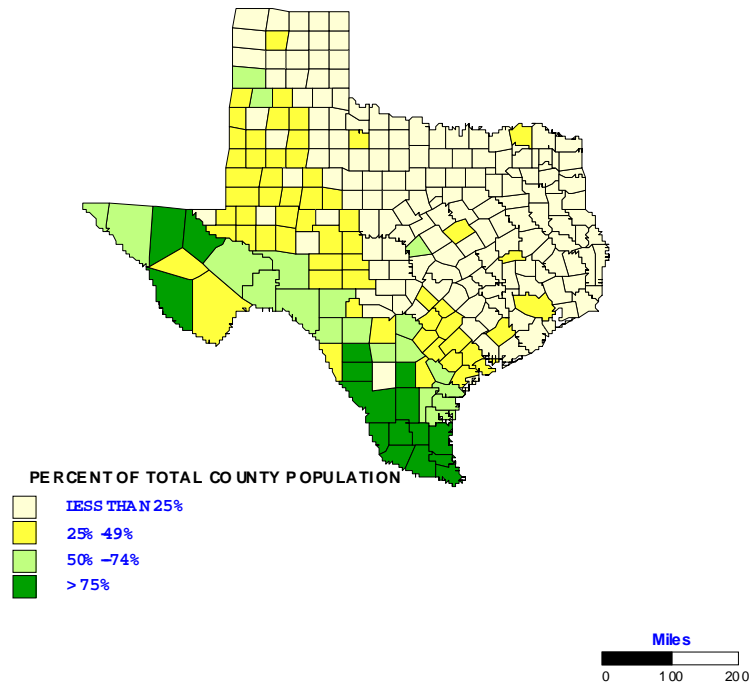 PERCENT OF TOTAL COUNTY POPULATION
LESS THAN 25%
25% -49%
50% -74%
> 75%
Miles
0 100 200